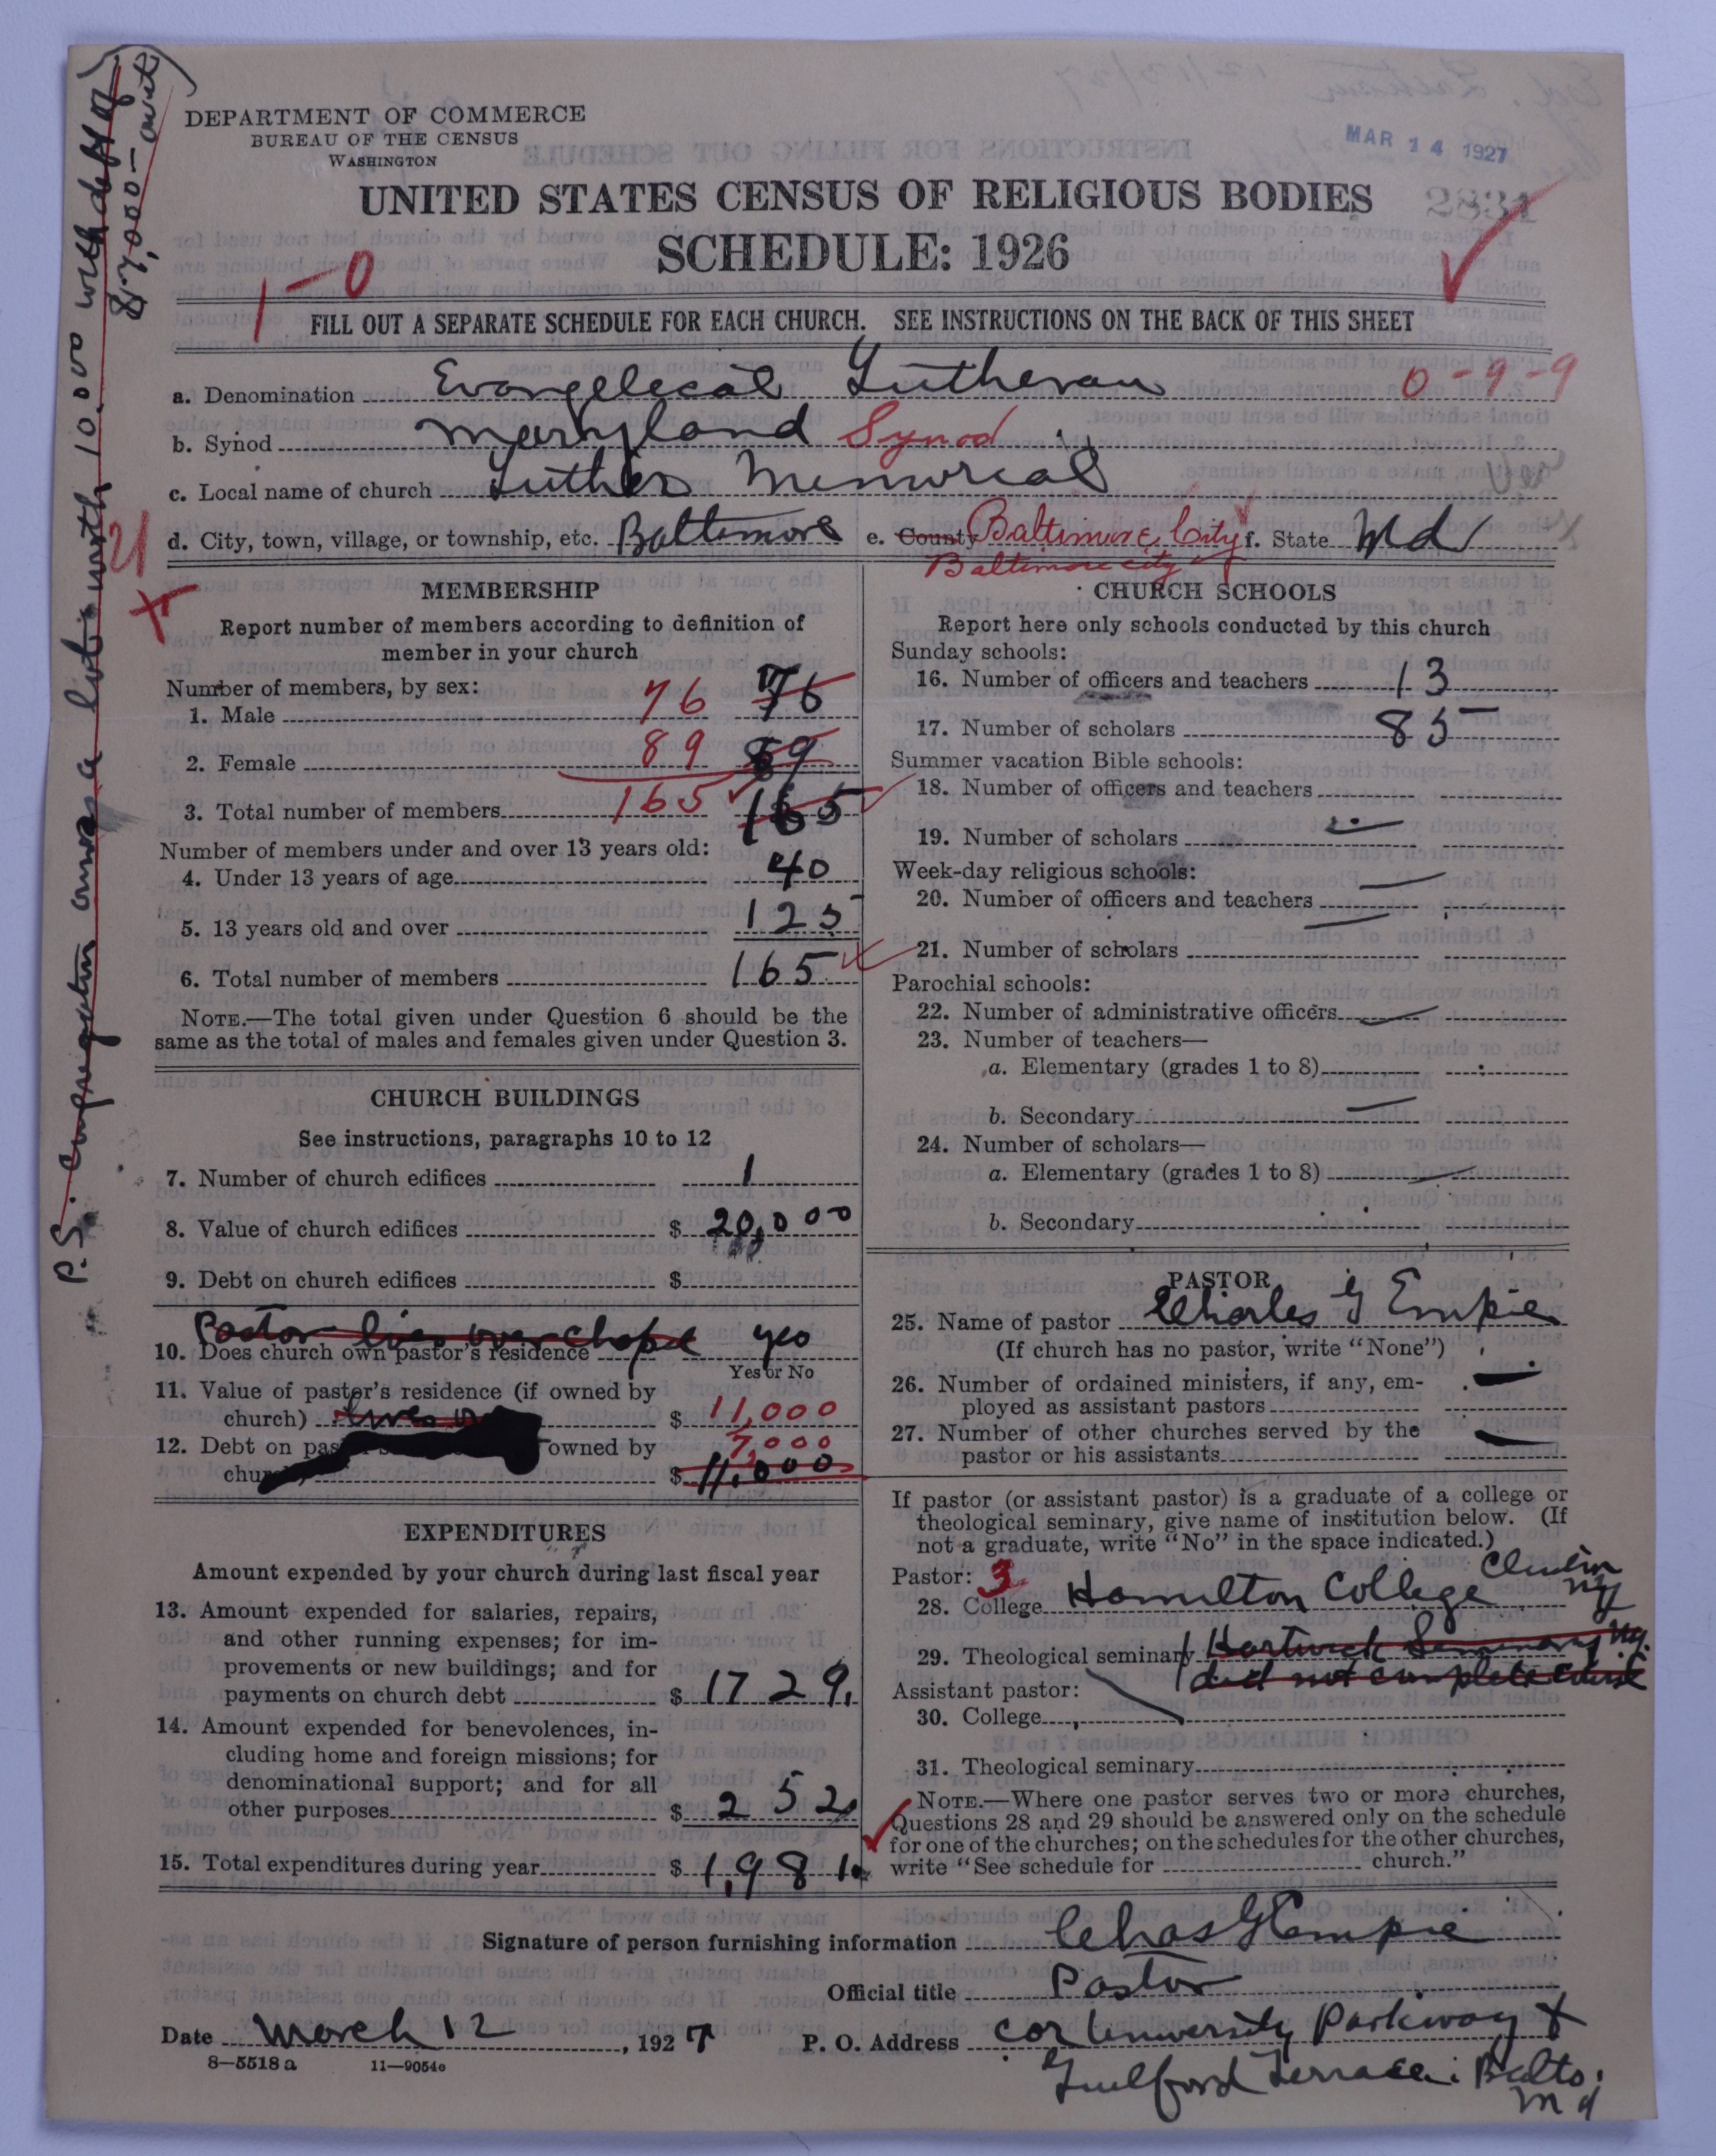 DEPARTMENT OF COMMERCE
BUREAU OF THE CENSUS
WASHINGTON
MAR 14 1927
UNITED STATES CENSUS OF RELIGIOUS BODIES
2834
SCHEDULE: 1926
1-0
FILL OUT A SEPARATE SCHEDULE FOR EACH CHURCH. SEE INSTRUCTIONS ON THE BACK OF THIS SHEET
a. Denomination Evangelical Lutheran 0-9-9
b. Synod Maryland Synod
c. Local name of church Luther Memorial
d. City, town, village, or township, etc. Baltimore e. County Baltimore City f. State Md
Baltimore city
P.S. Congregation owns a lot worth 10.000 with debt of
$7,000-
21
MEMBERSHIP
Report number of members according to definition of
member in your church
Number of members, by sex:
1. Male 76 76
2. Female 89 89
3. Total number of members 165 165
Number of members under and over 13 years old:
4. Under 13 years of age 40
5. 13 years old and over 125
6. Total number of members 165
NOTE.—The total given under Question 6 should be the
same as the total of males and females given under Question 3.
CHURCH BUILDINGS
See instructions, paragraphs 10 to 12
7. Number of church edifices 1
8. Value of church edifices $ 20,000
9. Debt on church edifices $
Pastor lives over chapel
10. Does church own pastor's residence yes
Yes or No
11. Value of pastor's residence (if owned by
church) $ 11,000
12. Debt on pas owned by 7,000
chu $ 11,000
EXPENDITURES
Amount expended by your church during last fiscal year
13. Amount expended for salaries, repairs,
and other running expenses; for im-
provements or new buildings; and for
payments on church debt $ 1729.
14. Amount expended for benevolences, in-
cluding home and foreign missions; for
denominational support; and for all
other purposes $ 252
15. Total expenditures during year $ 1,981
CHURCH SCHOOLS
Report here only schools conducted by this church
Sunday schools:
16. Number of officers and teachers 13
17. Number of scholars 85
Summer vacation Bible schools:
18. Number of officers and teachers
19. Number of scholars
Week-day religious schools:
20. Number of officers and teachers
21. Number of scholars
Parochial schools:
22. Number of administrative officers
23. Number of teachers—
a. Elementary (grades 1 to 8)
b. Secondary
24. Number of scholars—
a. Elementary (grades 1 to 8)
b. Secondary
PASTOR
25. Name of pastor Charles G Empie
(If church has no pastor, write "None")
26. Number of ordained ministers, if any, em-
ployed as assistant pastors —
27. Number of other churches served by the
pastor or his assistants —
If pastor (or assistant pastor) is a graduate of a college or
theological seminary, give name of institution below. (If
not a graduate, write "No" in the space indicated.)
Pastor: 3
28. College Hamilton College Clinton NY
29. Theological seminary Hartwick Seminary NY.
did not complete course
Assistant pastor:
30. College
31. Theological seminary
NOTE.—Where one pastor serves two or more churches,
Questions 28 and 29 should be answered only on the schedule
for one of the churches; on the schedules for the other churches,
write "See schedule for church."
Signature of person furnishing information Chas G Empie
Official title Pastor
Date March 12, 1927 P. O. Address Cor University Parkway &
Guilford Terrace: Balto.
Md
8—5518a 11—9054e